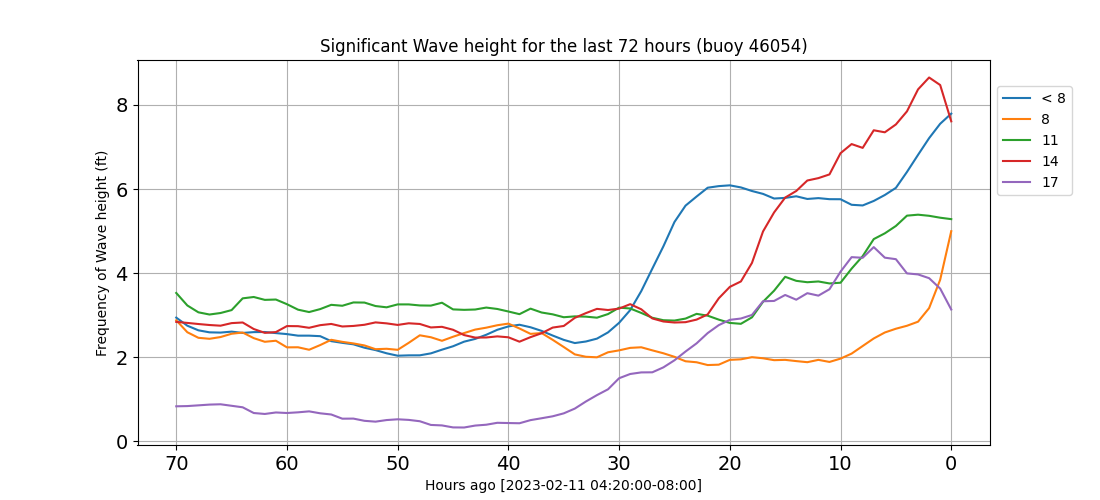 Significant Wave height for the last 72 hours (buoy 46054)
Frequency of Wave height (ft)
8
6
4
2
0
70 60 50 40 30 20 10 0
Hours ago [2023-02-11 04:20:00-08:00]
< 8
8
11
14
17